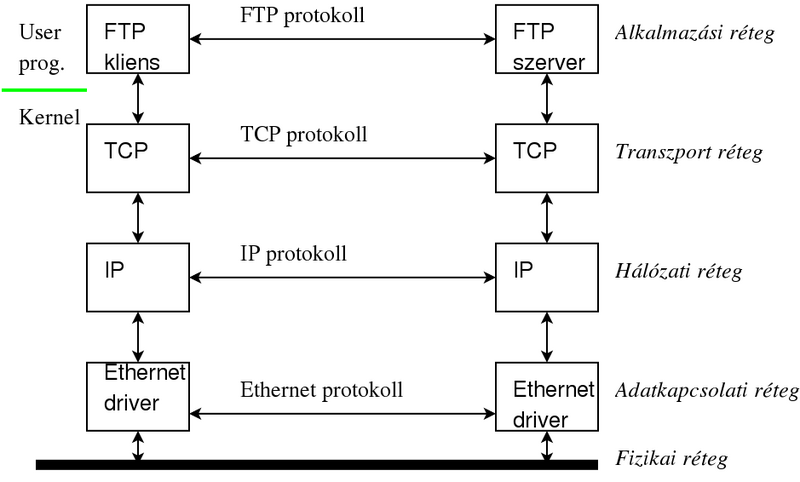 User
prog.
FTP
kliens
FTP protokoll
FTP
szerver
Alkalmazási réteg
Kernel
TCP
TCP protokoll
TCP
Transzport réteg
IP
IP protokoll
IP
Hálózati réteg
Ethernet
driver
Ethernet protokoll
Ethernet
driver
Adatkapcsolati réteg
Fizikai réteg